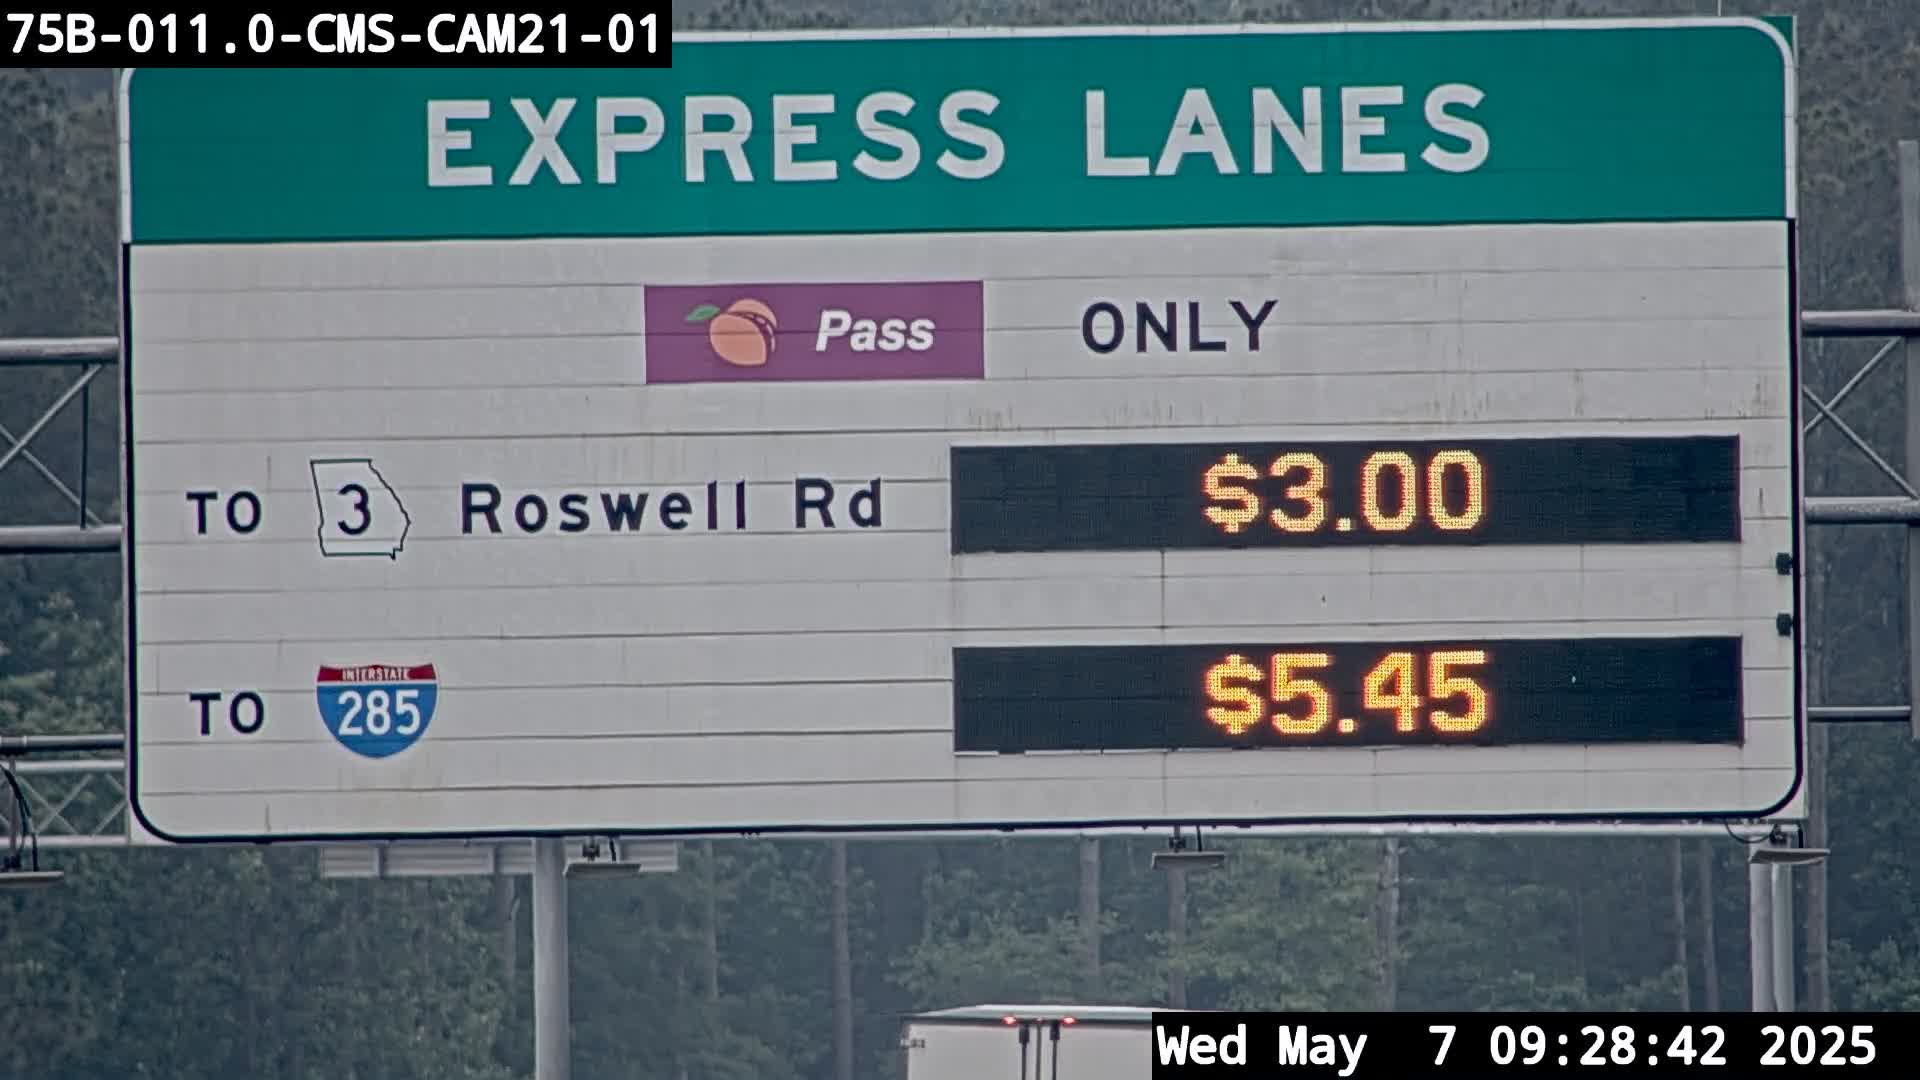 75B-011.0-CMS-CAM21-01
EXPRESS LANES
Pass ONLY
TO 3 Roswell Rd $3.00
INTERSTATE
TO 285 $5.45
Wed May 7 09:28:42 2025